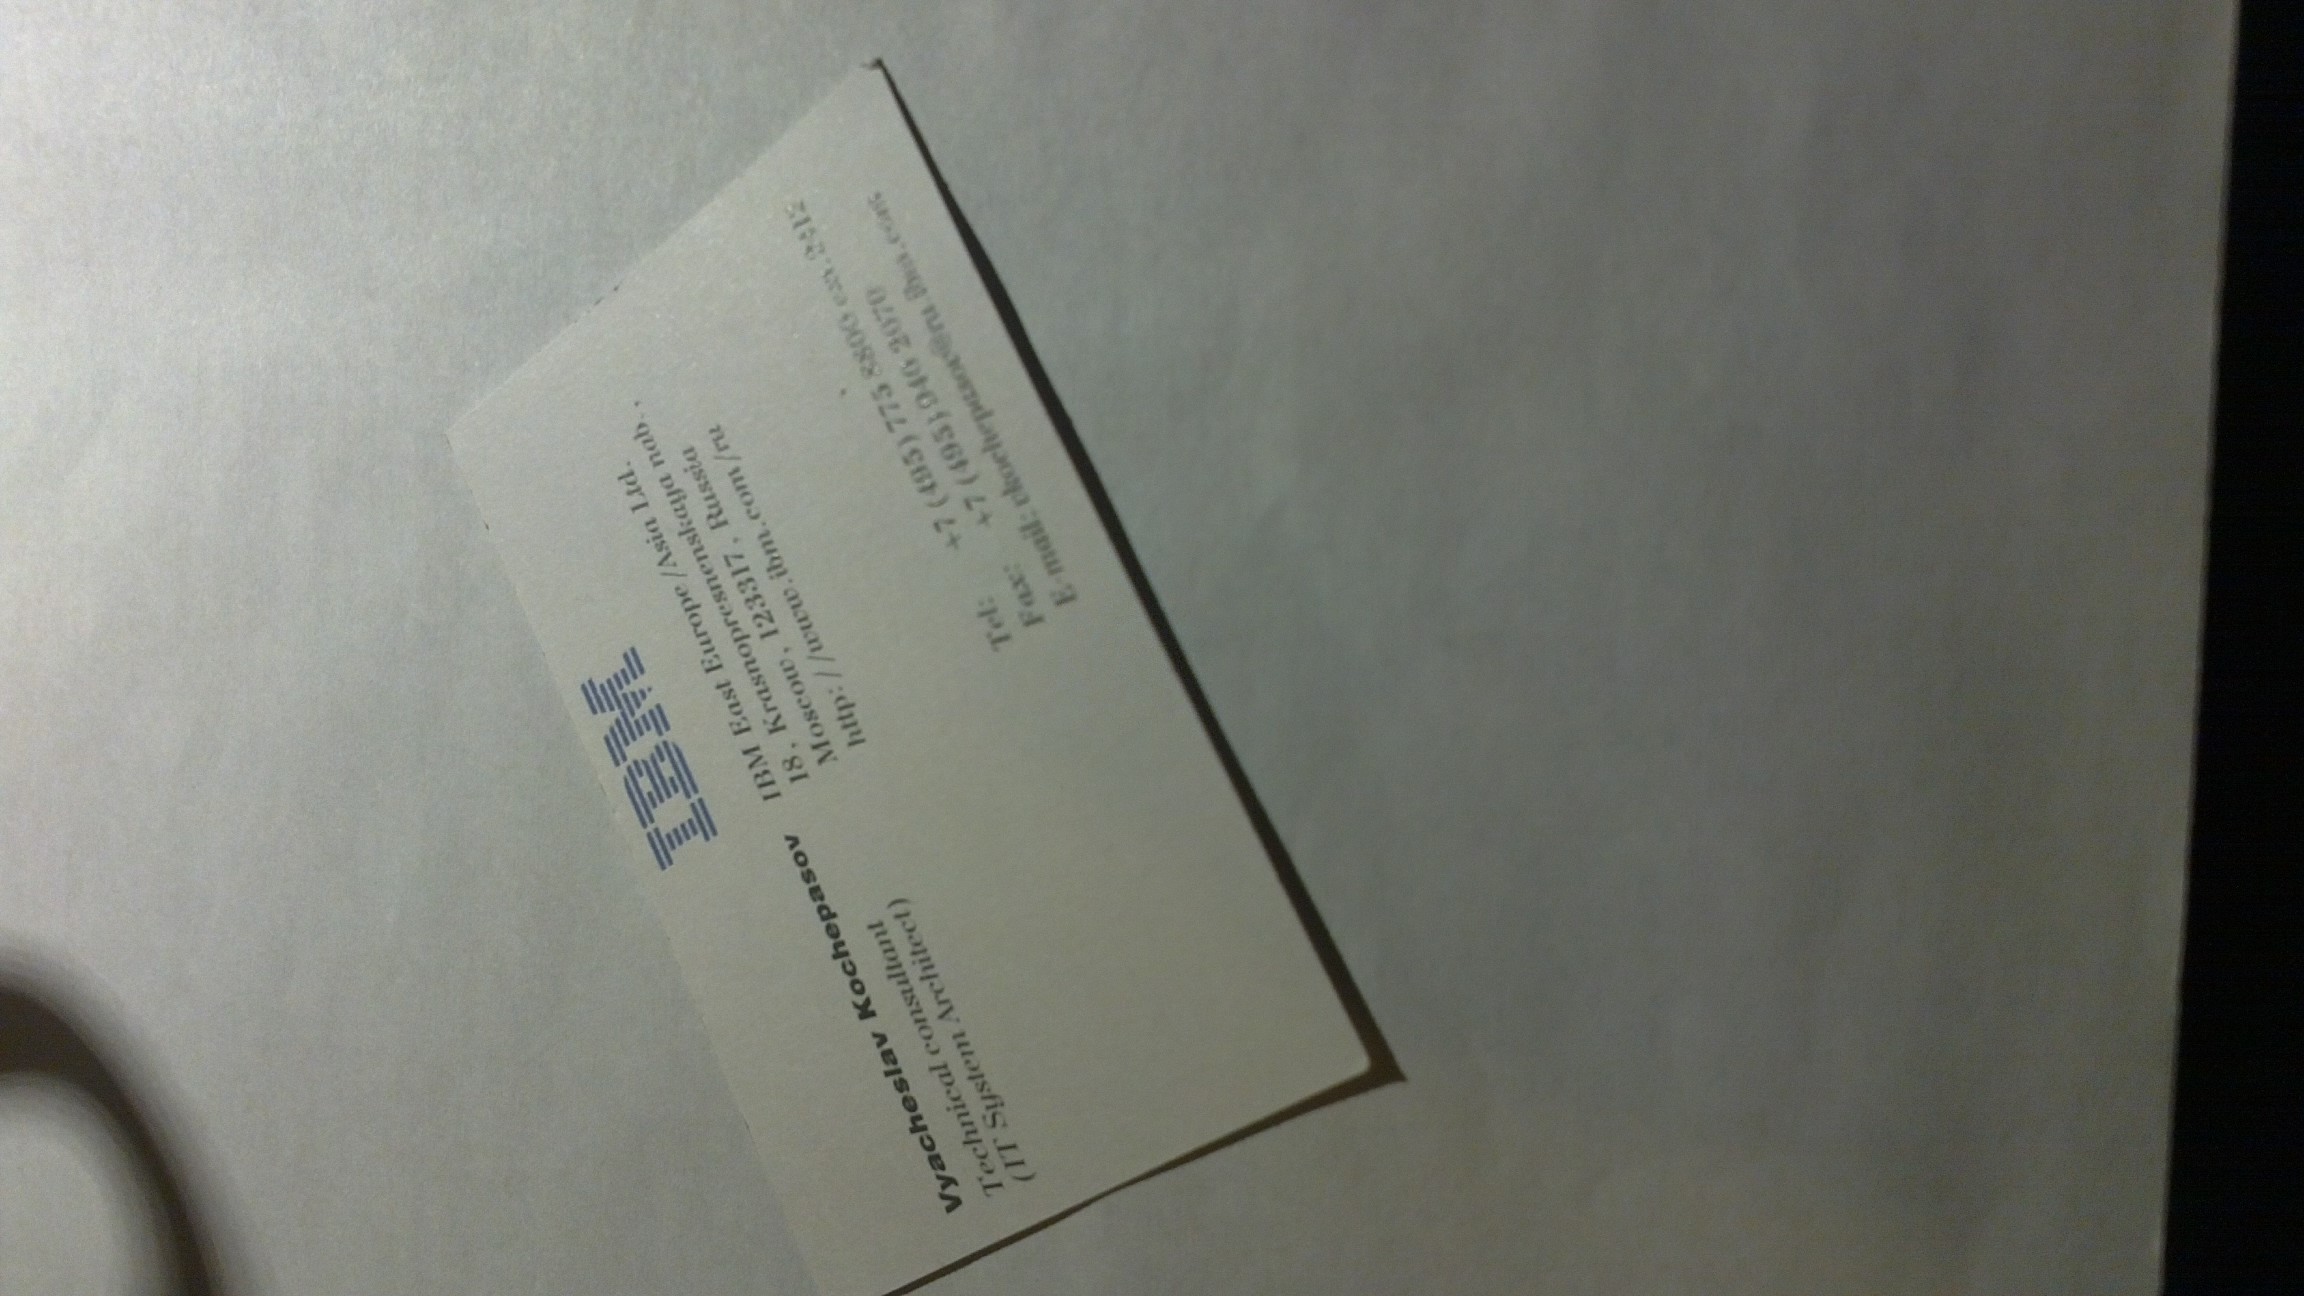 IBM
Vyacheslav Kochepasov
Technical consultant
(IT System Architect)
IBM East Europe/Asia Ltd.
18, Krasnopresnenskaya nab.,
Moscow, 123317, Russia
http://www.ibm.com/ru
Tel: +7 (495) 775 8800 ext. 2412
Fax: +7 (495) 940 2070
E-mail: vkochepasov@ru.ibm.com